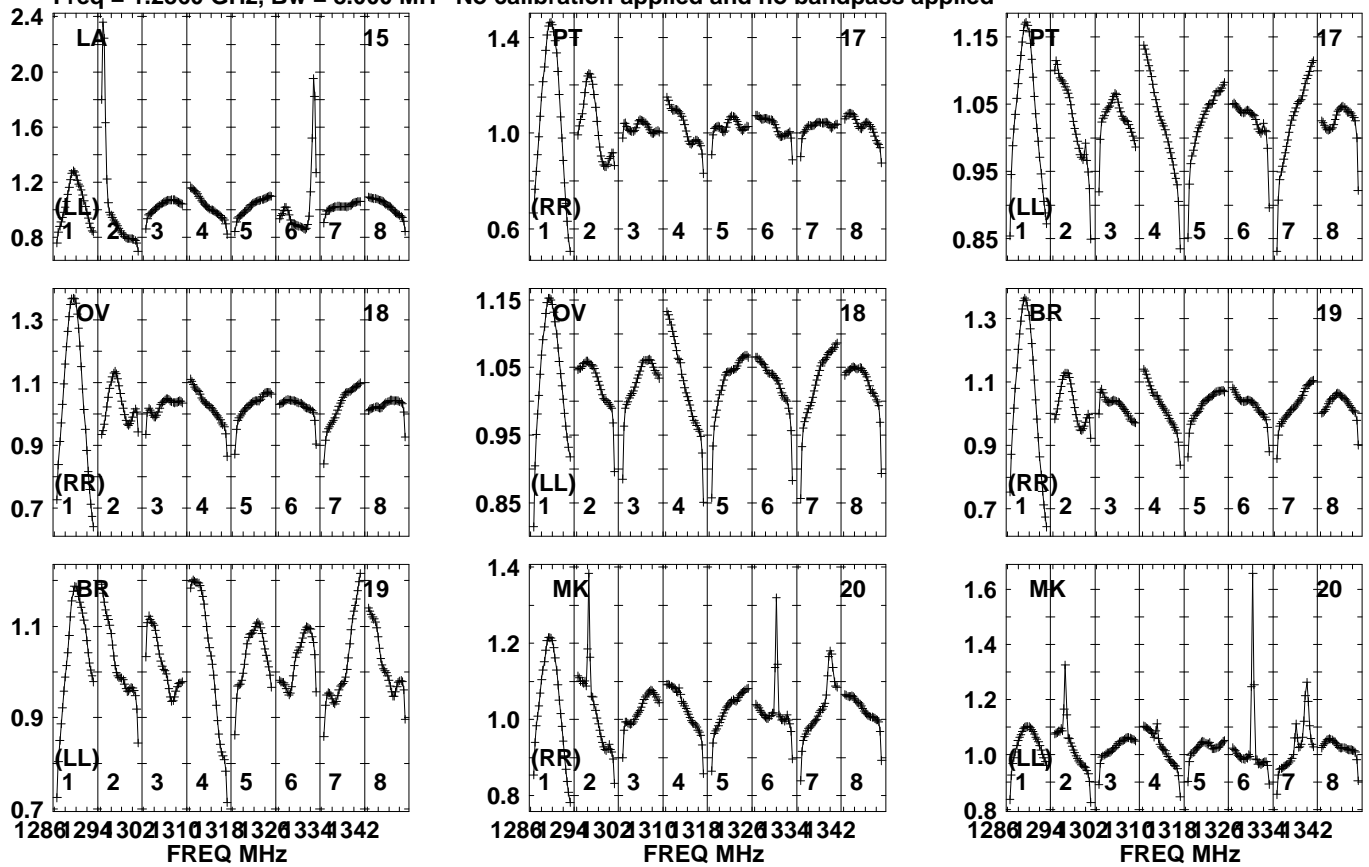 Freq = 1.2860 GHz, Bw = 8.000 MH No calibration applied and no bandpass applied
2.4 LA 15
2.0
1.6
1.2
(LL)
0.8 1 2 3 4 5 6 7 8
1.4 PT 17
1.0
(RR)
0.6 1 2 3 4 5 6 7 8
1.15 PT 17
1.05
0.95
(LL)
0.85 1 2 3 4 5 6 7 8
1.3 OV 18
1.1
0.9
(RR)
0.7 1 2 3 4 5 6 7 8
1.15 OV 18
1.05
0.95
(LL)
0.85 1 2 3 4 5 6 7 8
1.3 BR 19
1.1
0.9
(RR)
0.7 1 2 3 4 5 6 7 8
BR 19
1.1
0.9
(LL)
1 2 3 4 5 6 7 8
0.7
1286 1294 1302 1310 1318 1326 1334 1342
FREQ MHz
1.4 MK 20
1.2
1.0
(RR)
0.8 1 2 3 4 5 6 7 8
1286 1294 1302 1310 1318 1326 1334 1342
FREQ MHz
1.6 MK 20
1.4
1.2
1.0 (LL)
1 2 3 4 5 6 7 8
0.8
1286 1294 1302 1310 1318 1326 1334 1342
FREQ MHz